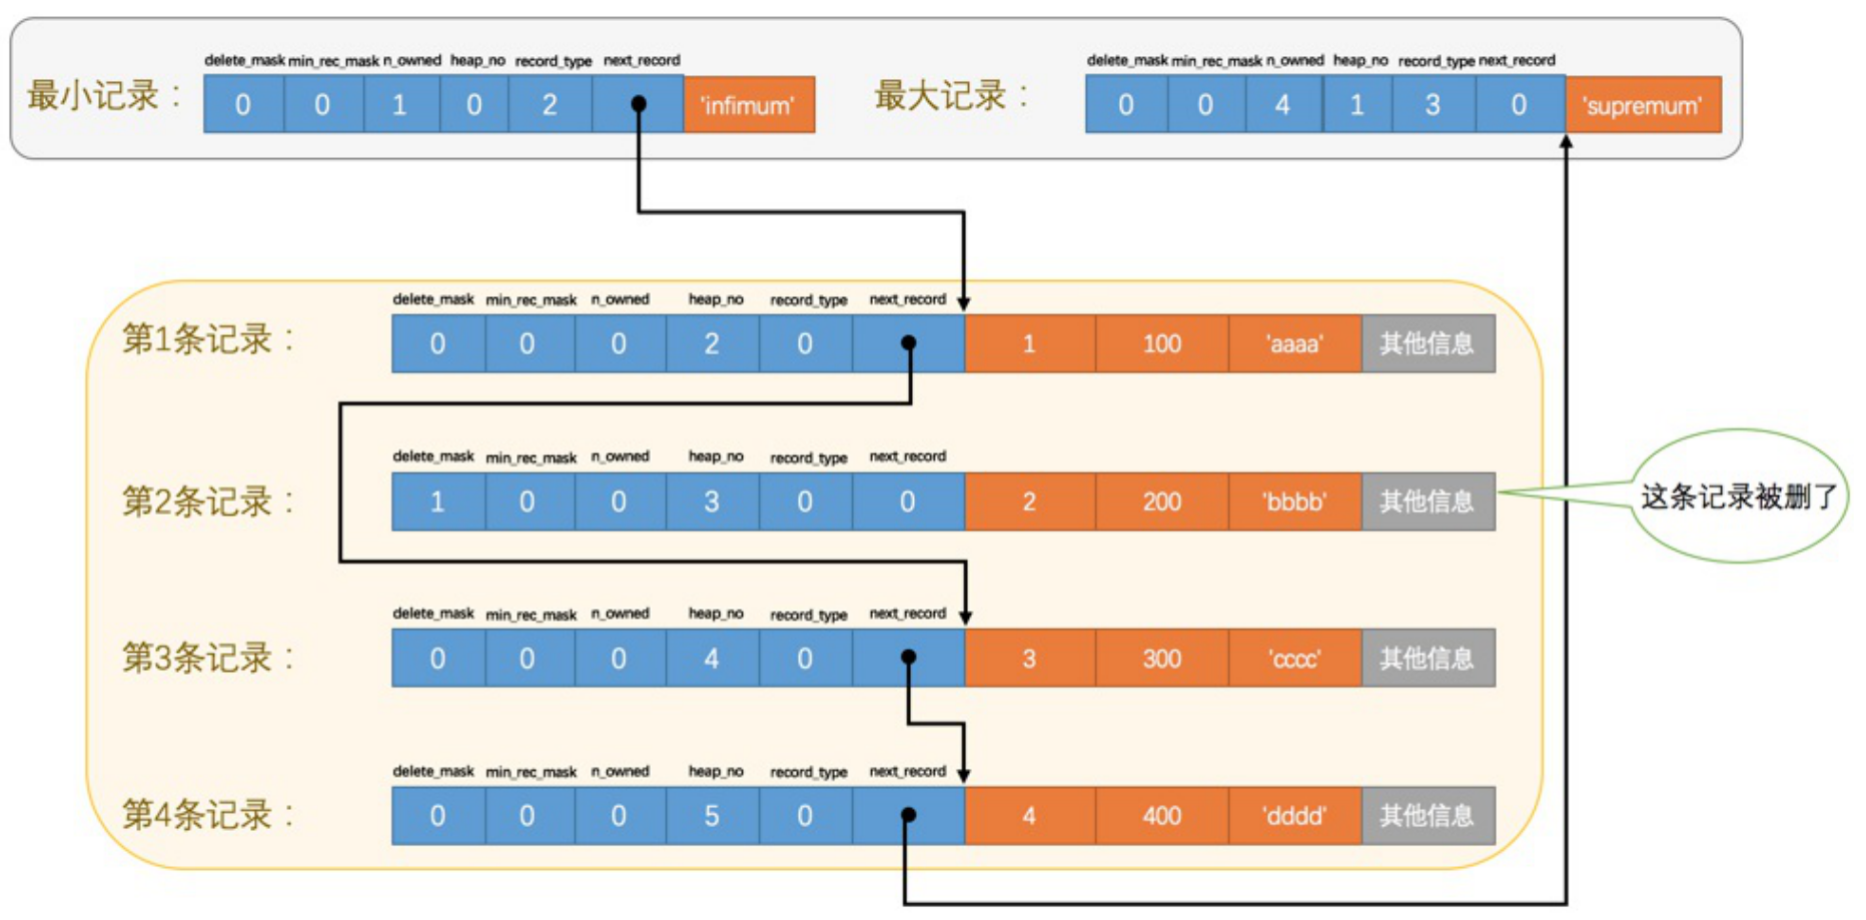 delete_mask min_rec_mask n_owned heap_no record_type next_record
最小记录： 0 0 1 0 2 'infimum'
delete_mask min_rec_mask n_owned heap_no record_type next_record
最大记录： 0 0 4 1 3 0 'supremum'
delete_mask min_rec_mask n_owned heap_no record_type next_record
第1条记录： 0 0 0 2 0 1 100 'aaaa' 其他信息
delete_mask min_rec_mask n_owned heap_no record_type next_record
第2条记录： 1 0 0 3 0 0 2 200 'bbbb' 其他信息
这条记录被删了
delete_mask min_rec_mask n_owned heap_no record_type next_record
第3条记录： 0 0 0 4 0 3 300 'cccc' 其他信息
delete_mask min_rec_mask n_owned heap_no record_type next_record
第4条记录： 0 0 0 5 0 4 400 'dddd' 其他信息